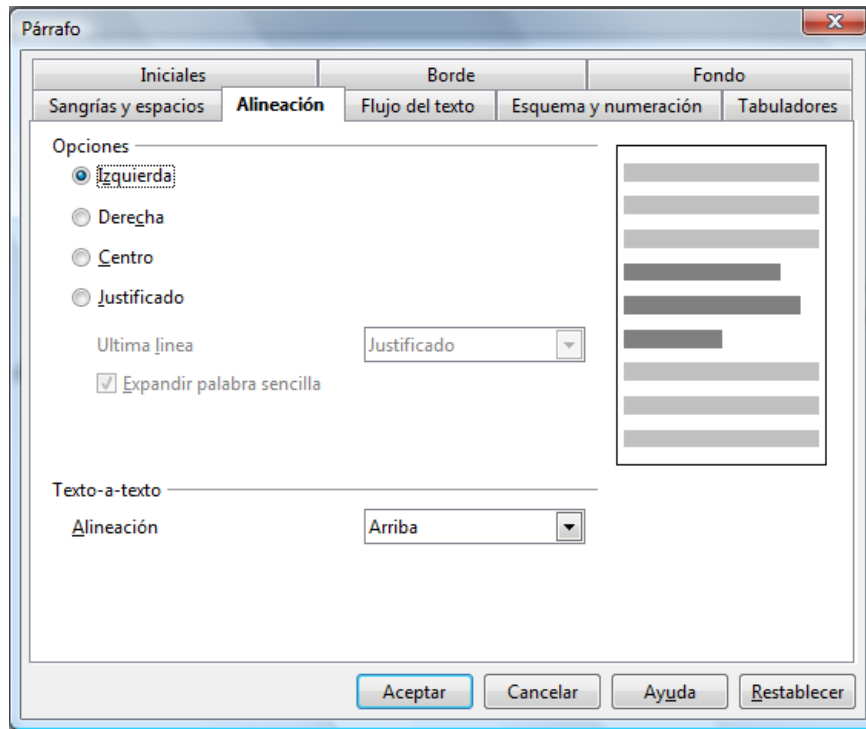 Párrafo
Iniciales Borde Fondo
Sangrías y espacios Alineación Flujo del texto Esquema y numeración Tabuladores
Opciones
Izquierda
Derecha
Centro
Justificado
Ultima linea Justificado
Expandir palabra sencilla
Texto-a-texto
Alineación Arriba
Aceptar Cancelar Ayuda Restablecer